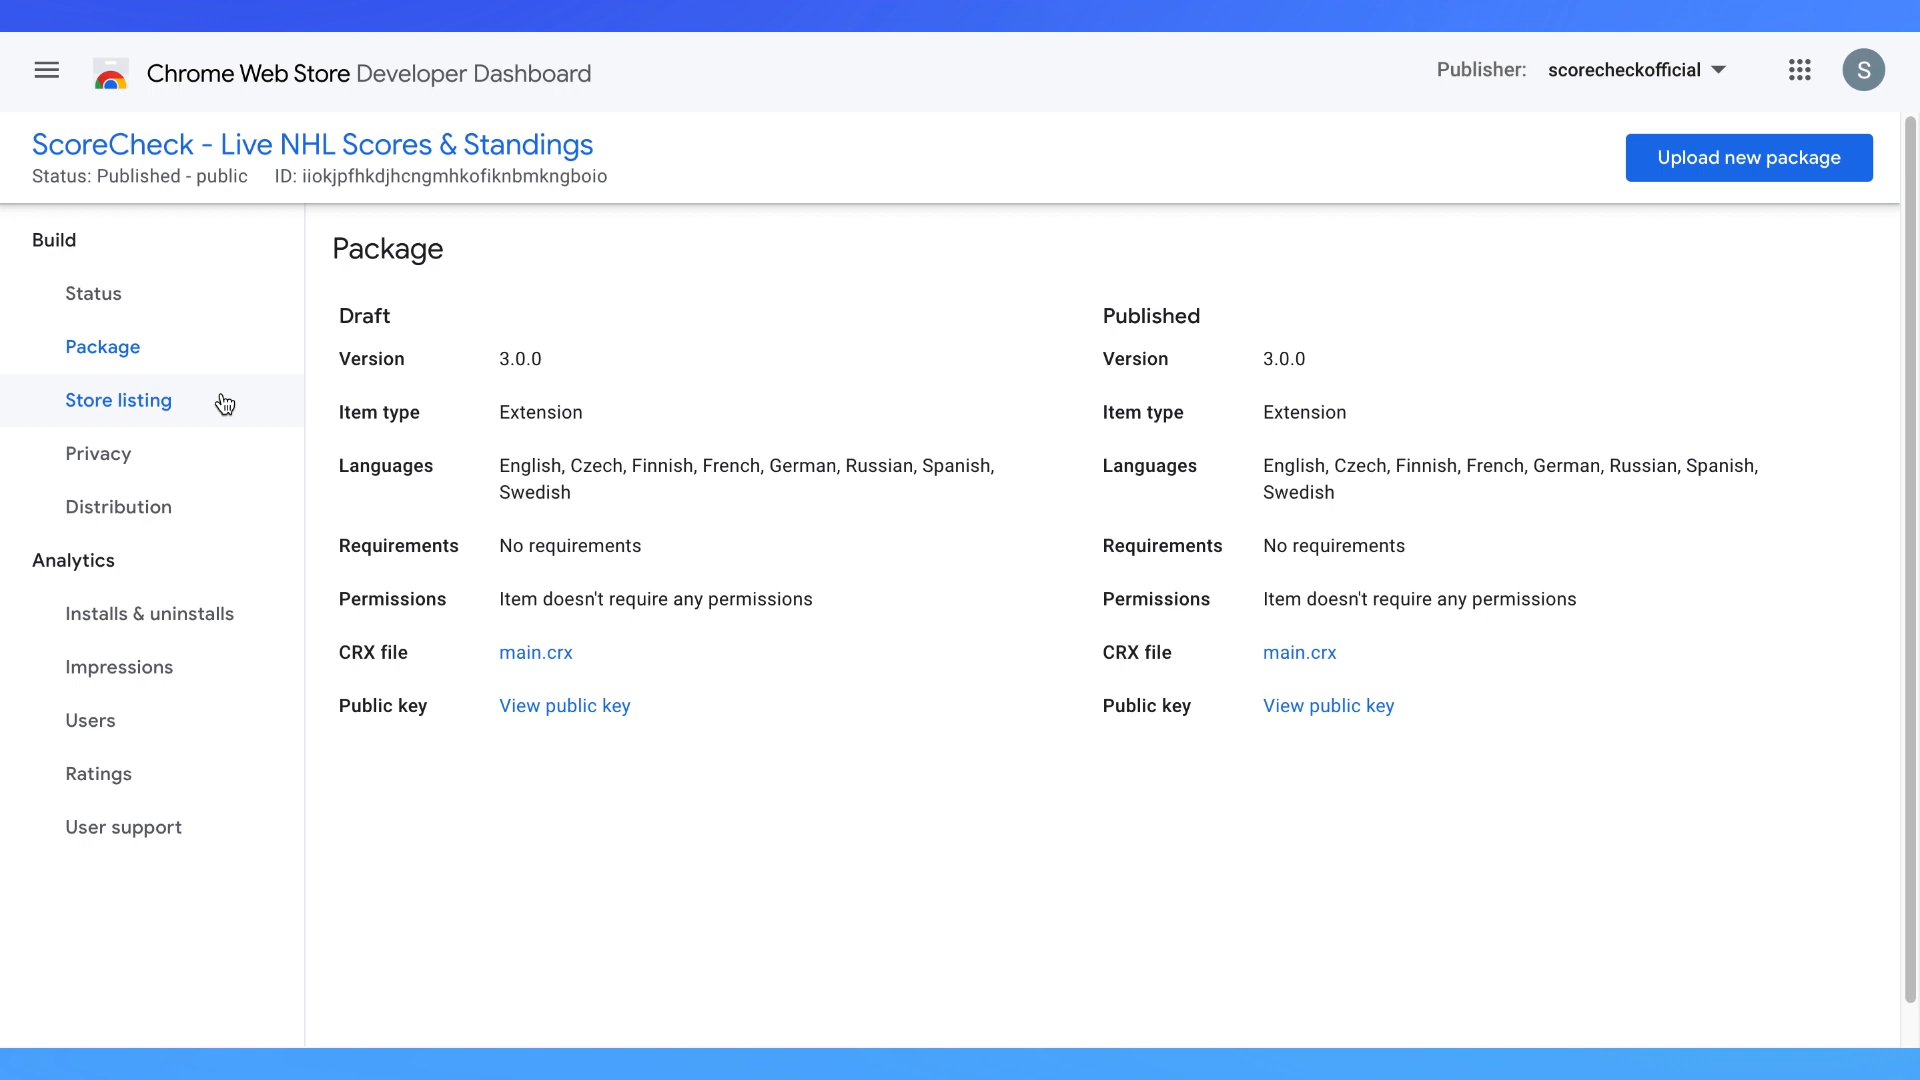 Chrome Web Store Developer Dashboard
Publisher: scorecheckofficial
S
ScoreCheck - Live NHL Scores & Standings
Status: Published - public ID: iiokjpfhkdjhcngmhkofiknbmkngboio
Upload new package
Build
Status
Package
Store listing
Privacy
Distribution
Analytics
Installs & uninstalls
Impressions
Users
Ratings
User support
Package
Draft
Version 3.0.0
Item type Extension
Languages English, Czech, Finnish, French, German, Russian, Spanish,
Swedish
Requirements No requirements
Permissions Item doesn't require any permissions
CRX file main.crx
Public key View public key
Published
Version 3.0.0
Item type Extension
Languages English, Czech, Finnish, French, German, Russian, Spanish,
Swedish
Requirements No requirements
Permissions Item doesn't require any permissions
CRX file main.crx
Public key View public key